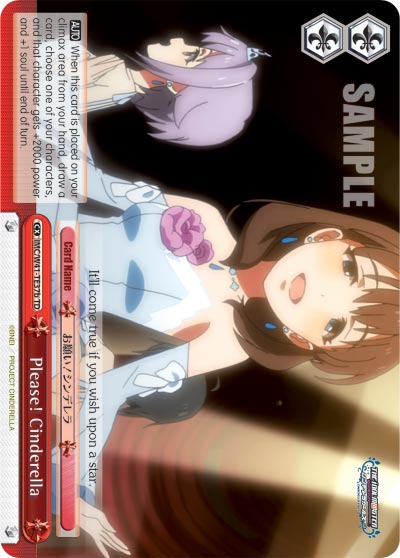 SAMPLE
It'll come true if you wish upon a star.
AUTO When this card is placed on your
climax area from your hand, draw a
card, choose one of your characters,
and that character gets +2000 power
and +1 soul until end of turn.
Card Name
お願い!シンデレラ
Please! Cinderella
©BNEI / PROJECT CINDERELLA
THE IDOLM@STER